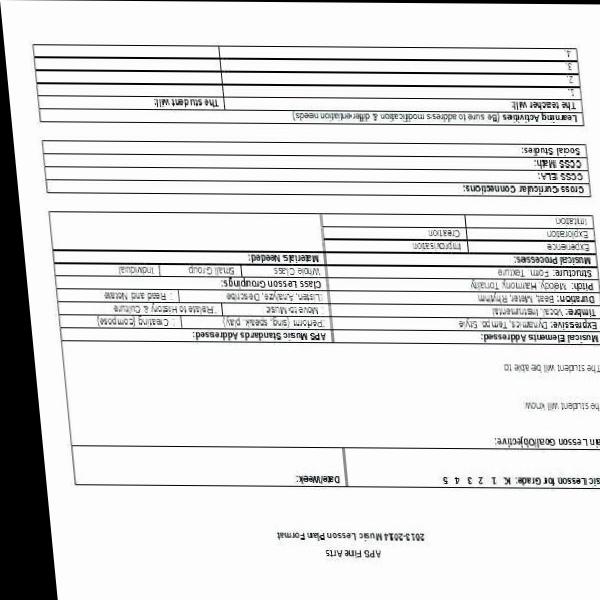 APS Fine Arts
2013-2014 Music Lesson Plan Format
sic Lesson for Grade: K 1 2 3 4 5
Date/Week:
an Lesson Goal/Objective:
he student will know
The student will be able to
Musical Elements Addressed:
APS Music Standards Addressed:
Expressive: Dynamics, Tempo, Style
Perform (sing, speak, play)
Creating (compose)
Timbre: Vocal, Instrumental
Move to Music
Relate to History & Culture
Duration: Beat, Meter, Rhythm
Listen, Analyze, Describe
Read and Notate
Pitch: Melody, Harmony, Tonality
Class Lesson Groupings:
Structure: Form, Texture
Whole Class
Small Group
Individual
Musical Processes:
Materials Needed:
Experience
Improvisation
Exploration
Creation
Imitation
Cross Curricular Connections:
CCSS ELA:
CCSS Math:
Social Studies:
Learning Activities (Be sure to address modification & differentiation needs)
The teacher will:
The student will:
1.
2.
3.
4.